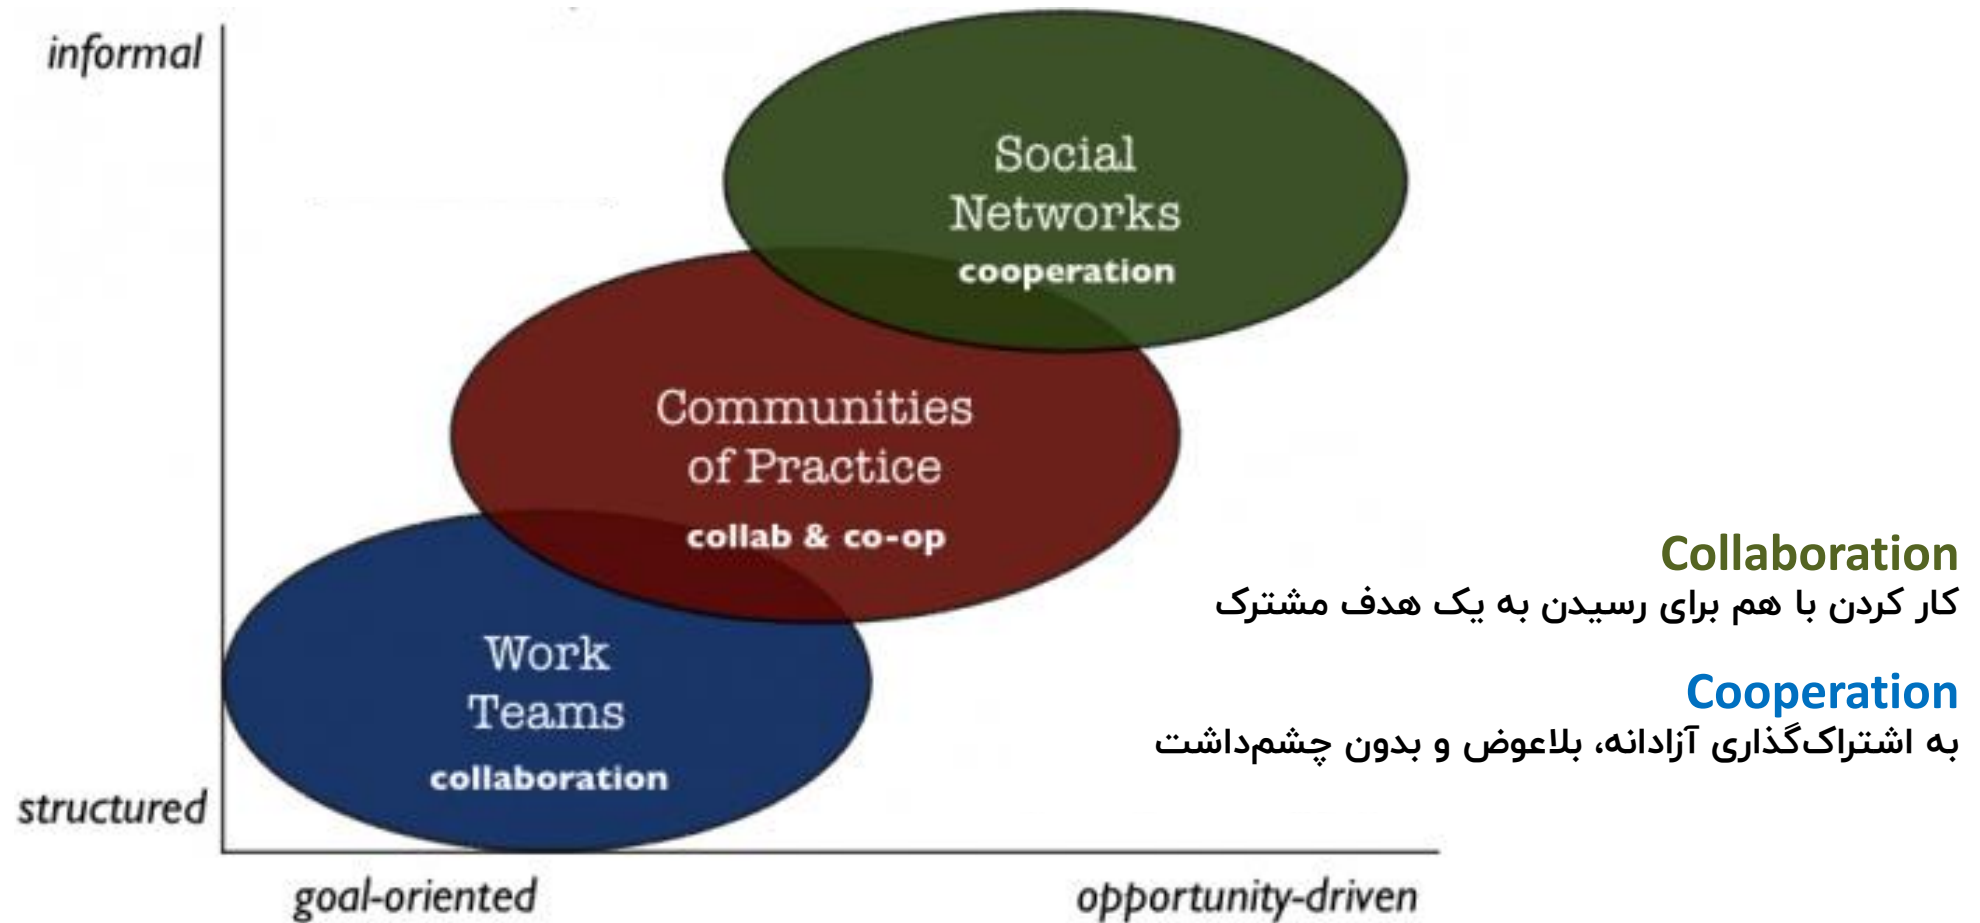 informal
Social
Networks
cooperation
Communities
of Practice
collab & co-op
Work
Teams
collaboration
structured
goal-oriented
opportunity-driven
Collaboration
کار کردن با هم برای رسیدن به یک هدف مشترک
Cooperation
به اشتراک‌گذاری آزادانه، بلاعوض و بدون چشم‌داشت